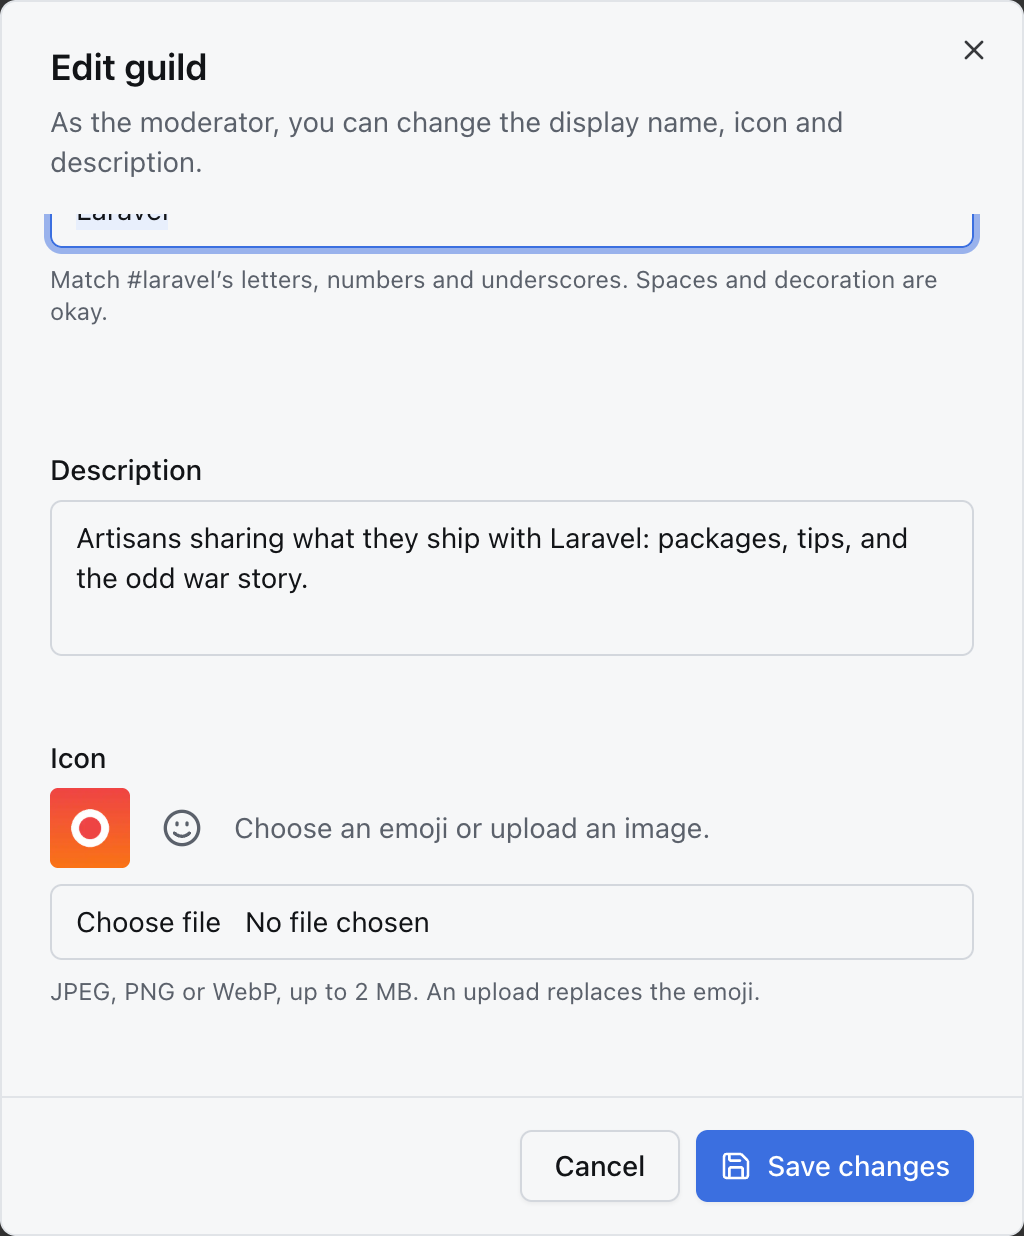 Edit guild
As the moderator, you can change the display name, icon and
description.
Laravel
Match #laravel’s letters, numbers and underscores. Spaces and decoration are
okay.
Description
Artisans sharing what they ship with Laravel: packages, tips, and
the odd war story.
Icon
Choose an emoji or upload an image.
Choose file No file chosen
JPEG, PNG or WebP, up to 2 MB. An upload replaces the emoji.
Cancel Save changes